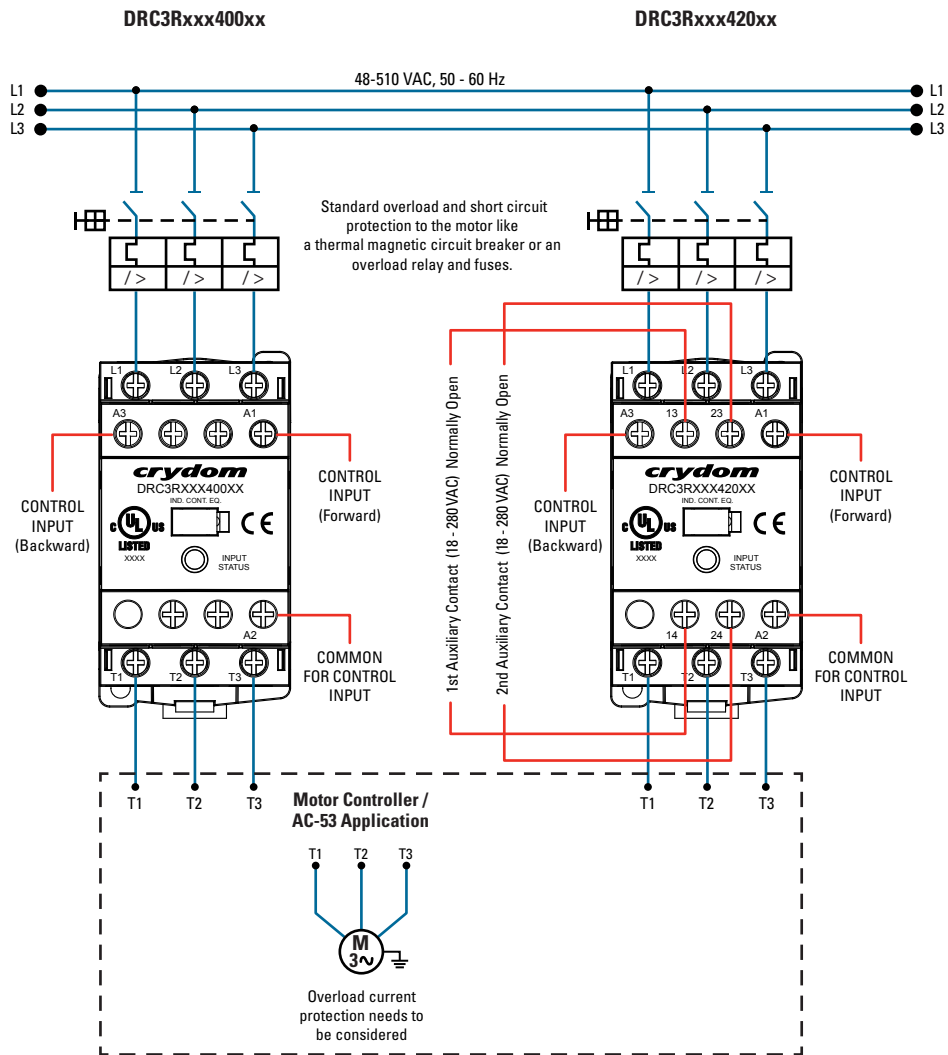 DRC3Rxxx400xx
DRC3Rxxx420xx
48-510 VAC, 50 - 60 Hz
L1
L2
L3
L1
L2
L3
Standard overload and short circuit
protection to the motor like
a thermal magnetic circuit breaker or an
overload relay and fuses.
/ >
/ >
/ >
/ >
/ >
/ >
L1
L2
L3
A3
A1
crydom
DRC3RXXX400XX
IND. CONT. EQ.
C UL US
LISTED
XXXX
CE
INPUT
STATUS
A2
T1
T2
T3
CONTROL
INPUT
(Backward)
CONTROL
INPUT
(Forward)
COMMON
FOR CONTROL
INPUT
1st Auxiliary Contact (18 - 280 VAC) Normally Open
2nd Auxiliary Contact (18 - 280 VAC) Normally Open
L1
L2
L3
A3
13
23
A1
crydom
DRC3RXXX420XX
IND. CONT. EQ.
C UL US
LISTED
XXXX
CE
INPUT
STATUS
14
24
A2
T1
T2
T3
CONTROL
INPUT
(Backward)
CONTROL
INPUT
(Forward)
COMMON
FOR CONTROL
INPUT
T1
T2
T3
T1
T2
T3
Motor Controller /
AC-53 Application
T1
T2
T3
M
3∿
Overload current
protection needs to
be considered